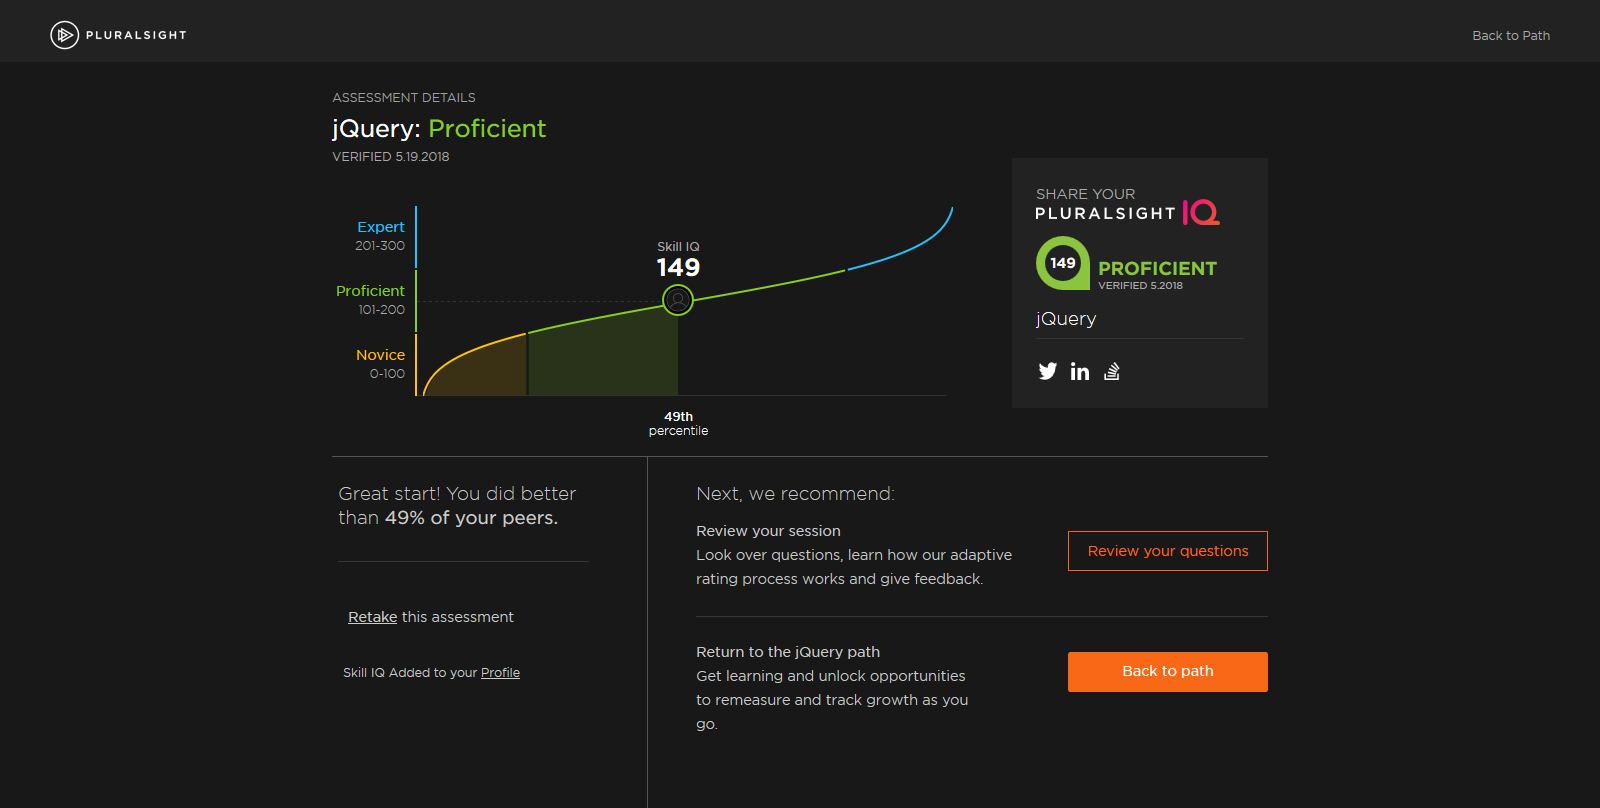 PLURALSIGHT
Back to Path
ASSESSMENT DETAILS
jQuery: Proficient
VERIFIED 5.19.2018
Expert
201-300
Proficient
101-200
Novice
0-100
Skill IQ
149
49th
percentile
SHARE YOUR
PLURALSIGHT IQ
149
PROFICIENT
VERIFIED 5.2018
jQuery
in
Great start! You did better
than 49% of your peers.
Retake this assessment
Skill IQ Added to your Profile
Next, we recommend:
Review your session
Look over questions, learn how our adaptive
rating process works and give feedback.
Review your questions
Return to the jQuery path
Get learning and unlock opportunities
to remeasure and track growth as you
go.
Back to path